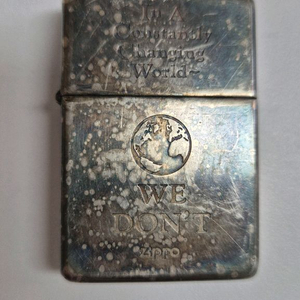 In A
Constantly
Changing
World~
WE
DON'T
Zippo